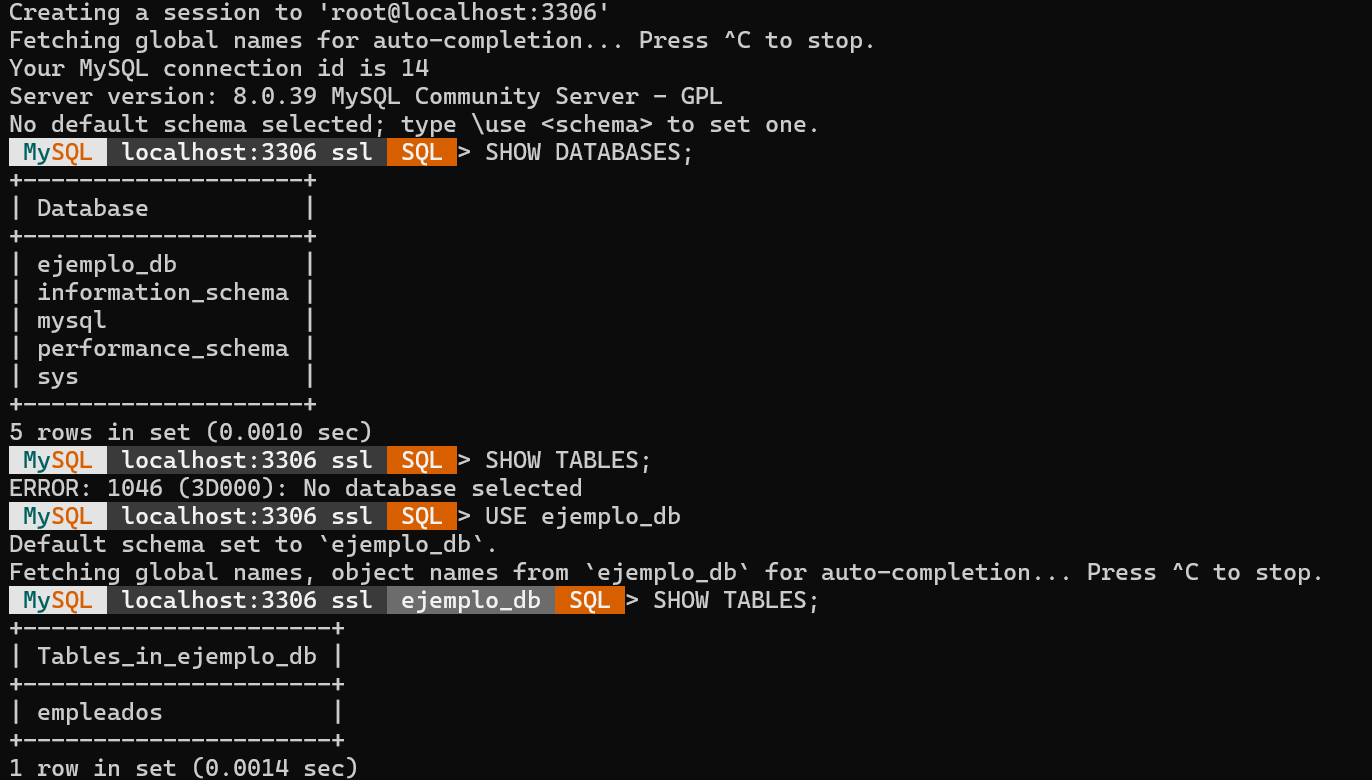 Creating a session to 'root@localhost:3306'
Fetching global names for auto-completion... Press ^C to stop.
Your MySQL connection id is 14
Server version: 8.0.39 MySQL Community Server - GPL
No default schema selected; type \use <schema> to set one.
MySQL localhost:3306 ssl SQL > SHOW DATABASES;
+--------------------+
| Database           |
+--------------------+
| ejemplo_db         |
| information_schema |
| mysql              |
| performance_schema |
| sys                |
+--------------------+
5 rows in set (0.0010 sec)
MySQL localhost:3306 ssl SQL > SHOW TABLES;
ERROR: 1046 (3D000): No database selected
MySQL localhost:3306 ssl SQL > USE ejemplo_db
Default schema set to `ejemplo_db`.
Fetching global names, object names from `ejemplo_db` for auto-completion... Press ^C to stop.
MySQL localhost:3306 ssl ejemplo_db SQL > SHOW TABLES;
+----------------------+
| Tables_in_ejemplo_db |
+----------------------+
| empleados            |
+----------------------+
1 row in set (0.0014 sec)